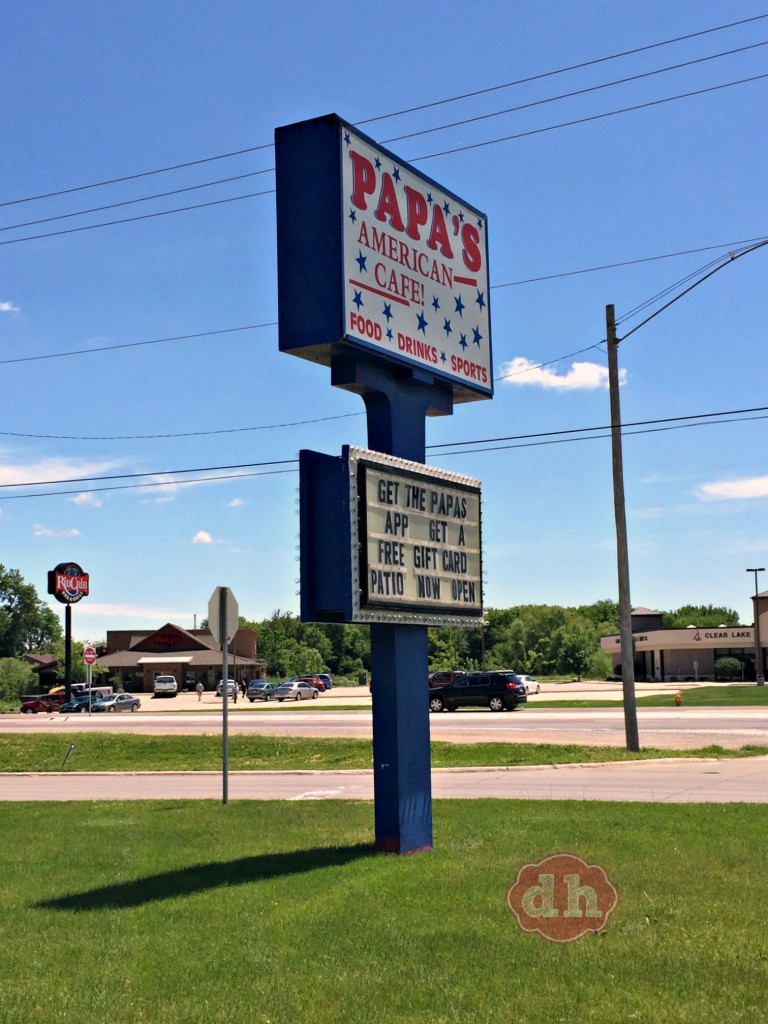 PAPA'S
AMERICAN
CAFE!
FOOD ★ DRINKS ★ SPORTS
GET THE PAPAS
APP GET A
FREE GIFT CARD
PATIO NOW OPEN
CLEAR LAKE
dh